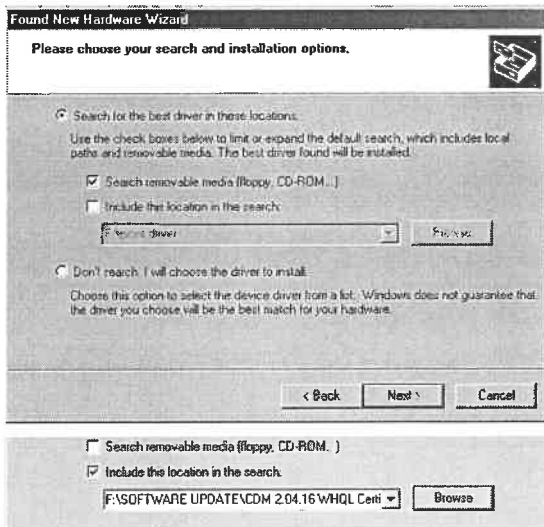 Found New Hardware Wizard
Please choose your search and installation options.
Search for the best driver in these locations.
Use the check boxes below to limit or expand the default search, which includes local
paths and removable media. The best driver found will be installed.
Search removable media (floppy, CD-ROM...)
Include this location in the search:
driver
Browse
Don't search. I will choose the driver to install.
Choose this option to select the device driver from a list. Windows does not guarantee that
the driver you choose will be the best match for your hardware.
< Back
Next >
Cancel
Search removable media (floppy, CD-ROM...)
Include this location in the search:
F:\SOFTWARE UPDATE\CDM 2.04.16 WHQL Certi
Browse